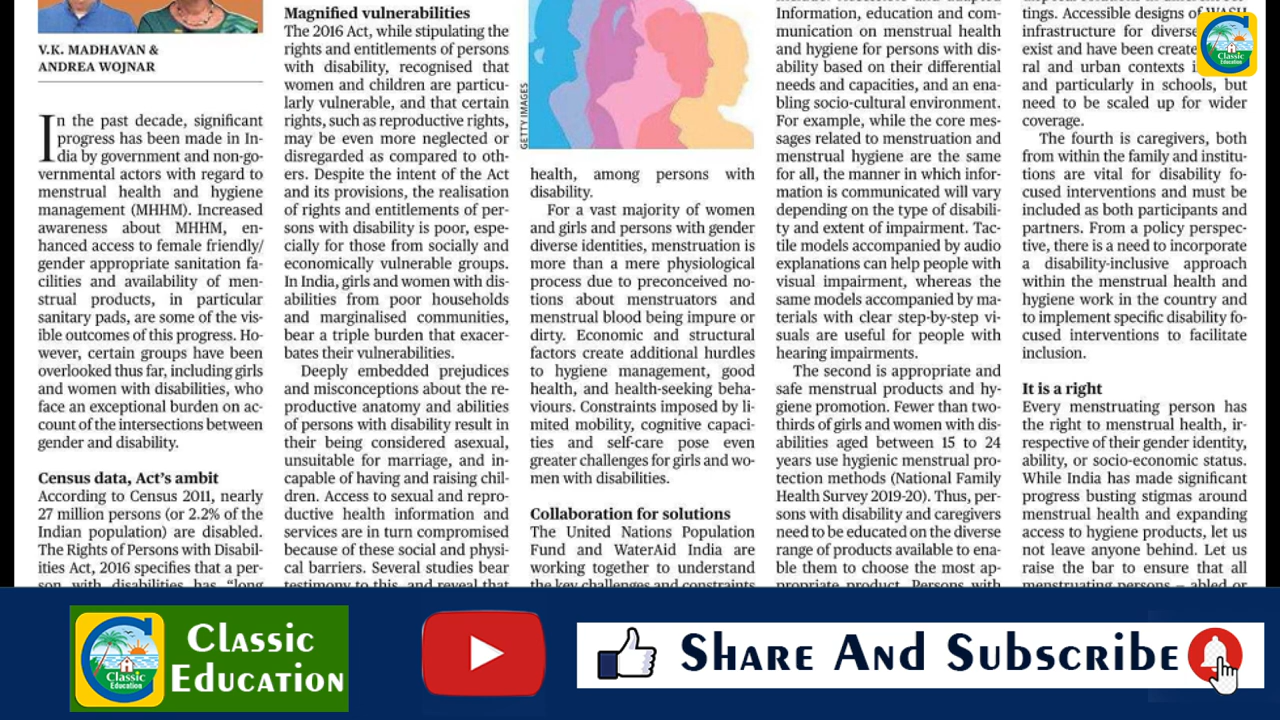 V.K. MADHAVAN &
ANDREA WOJNAR
In the past decade, significant
progress has been made in In-
dia by government and non-go-
vernmental actors with regard to
menstrual health and hygiene
management (MHHM). Increased
awareness about MHHM, en-
hanced access to female friendly/
gender appropriate sanitation fa-
cilities and availability of men-
strual products, in particular
sanitary pads, are some of the vis-
ible outcomes of this progress. Ho-
wever, certain groups have been
overlooked thus far, including girls
and women with disabilities, who
face an exceptional burden on ac-
count of the intersections between
gender and disability.
Census data, Act's ambit
According to Census 2011, nearly
27 million persons (or 2.2% of the
Indian population) are disabled.
The Rights of Persons with Disabil-
ities Act, 2016 specifies that a per-
son with disabilities has "long
Magnified vulnerabilities
The 2016 Act, while stipulating the
rights and entitlements of persons
with disability, recognised that
women and children are particu-
larly vulnerable, and that certain
rights, such as reproductive rights,
may be even more neglected or
disregarded as compared to oth-
ers. Despite the intent of the Act
and its provisions, the realisation
of rights and entitlements of per-
sons with disability is poor, espe-
cially for those from socially and
economically vulnerable groups.
In India, girls and women with dis-
abilities from poor households
and marginalised communities,
bear a triple burden that exacer-
bates their vulnerabilities.
Deeply embedded prejudices
and misconceptions about the re-
productive anatomy and abilities
of persons with disability result in
their being considered asexual,
unsuitable for marriage, and in-
capable of having and raising chil-
dren. Access to sexual and repro-
ductive health information and
services are in turn compromised
because of these social and physi-
cal barriers. Several studies bear
testimony to this, and reveal that
GETTY IMAGES
health, among persons with
disability.
For a vast majority of women
and girls and persons with gender
diverse identities, menstruation is
more than a mere physiological
process due to preconceived no-
tions about menstruators and
menstrual blood being impure or
dirty. Economic and structural
factors create additional hurdles
to hygiene management, good
health, and health-seeking beha-
viours. Constraints imposed by li-
mited mobility, cognitive capaci-
ties and self-care pose even
greater challenges for girls and wo-
men with disabilities.
Collaboration for solutions
The United Nations Population
Fund and WaterAid India are
working together to understand
the key challenges and constraints
Information, education and com-
munication on menstrual health
and hygiene for persons with dis-
ability based on their differential
needs and capacities, and an ena-
bling socio-cultural environment.
For example, while the core mes-
sages related to menstruation and
menstrual hygiene are the same
for all, the manner in which infor-
mation is communicated will vary
depending on the type of disabili-
ty and extent of impairment. Tac-
tile models accompanied by audio
explanations can help people with
visual impairment, whereas the
same models accompanied by ma-
terials with clear step-by-step vi-
suals are useful for people with
hearing impairments.
The second is appropriate and
safe menstrual products and hy-
giene promotion. Fewer than two-
thirds of girls and women with dis-
abilities aged between 15 to 24
years use hygienic menstrual pro-
tection methods (National Family
Health Survey 2019-20). Thus, per-
sons with disability and caregivers
need to be educated on the diverse
range of products available to ena-
ble them to choose the most ap-
propriate product. Persons with
tings. Accessible designs of WASH
infrastructure for diverse
exist and have been create
ral and urban contexts i
and particularly in schools, but
need to be scaled up for wider
coverage.
The fourth is caregivers, both
from within the family and institu-
tions are vital for disability fo-
cused interventions and must be
included as both participants and
partners. From a policy perspec-
tive, there is a need to incorporate
a disability-inclusive approach
within the menstrual health and
hygiene work in the country and
to implement specific disability fo-
cused interventions to facilitate
inclusion.
It is a right
Every menstruating person has
the right to menstrual health, ir-
respective of their gender identity,
ability, or socio-economic status.
While India has made significant
progress busting stigmas around
menstrual health and expanding
access to hygiene products, let us
not leave anyone behind. Let us
raise the bar to ensure that all
menstruating persons – abled or
Classic
Education
Classic
Education
Classic
Education
Share And Subscribe